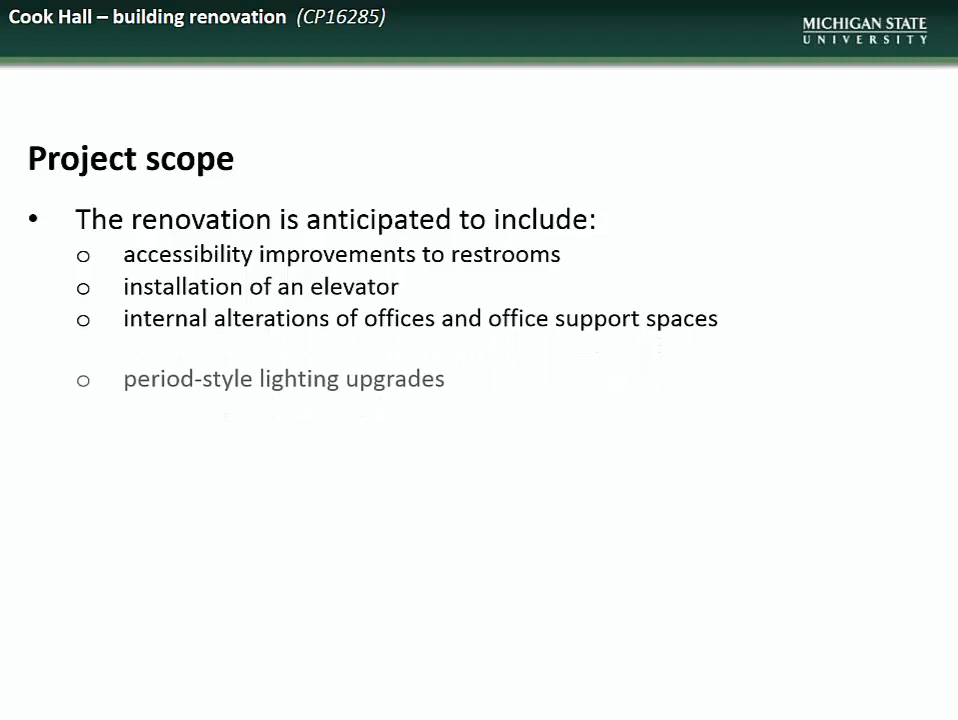 Cook Hall – building renovation (CP16285)
MICHIGAN STATE
UNIVERSITY
Project scope
• The renovation is anticipated to include:
o accessibility improvements to restrooms
o installation of an elevator
o internal alterations of offices and office support spaces
o period-style lighting upgrades